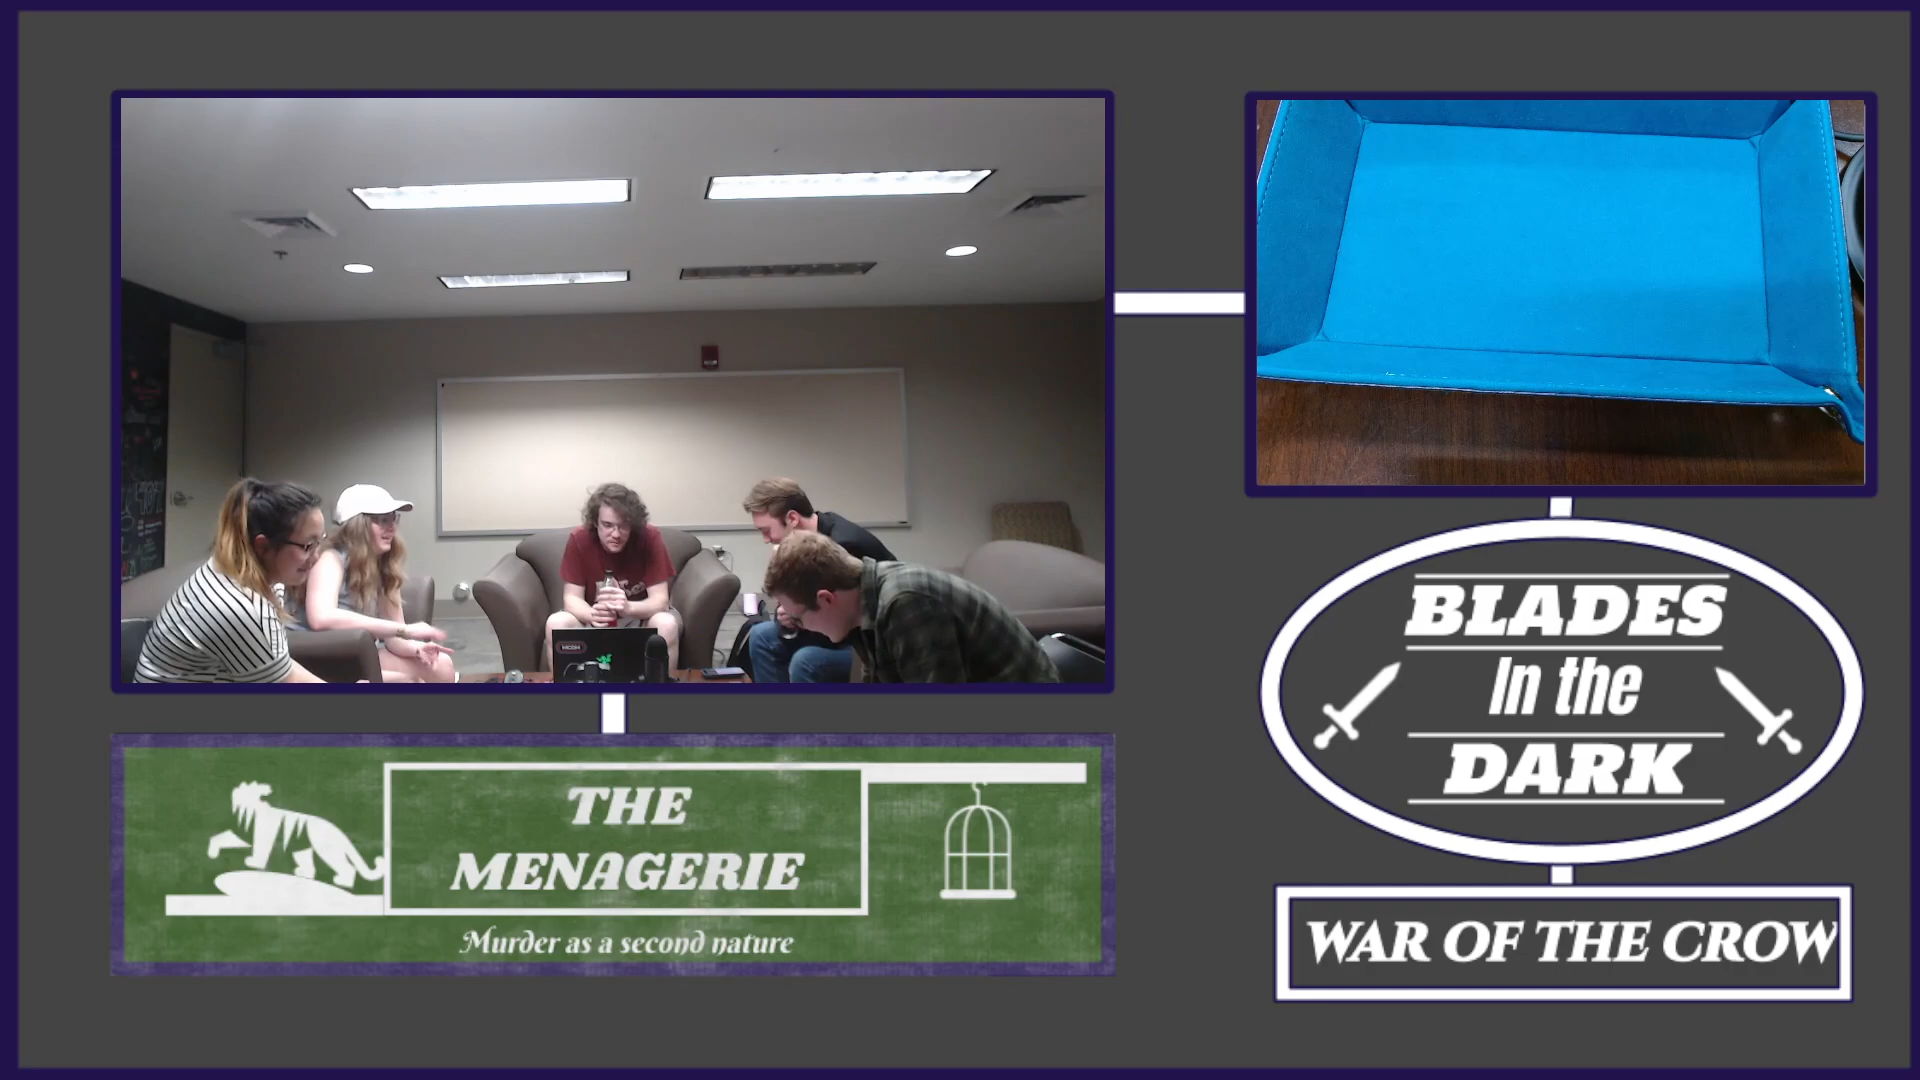 THE
MENAGERIE
Murder as a second nature
BLADES
In the
DARK
WAR OF THE CROW